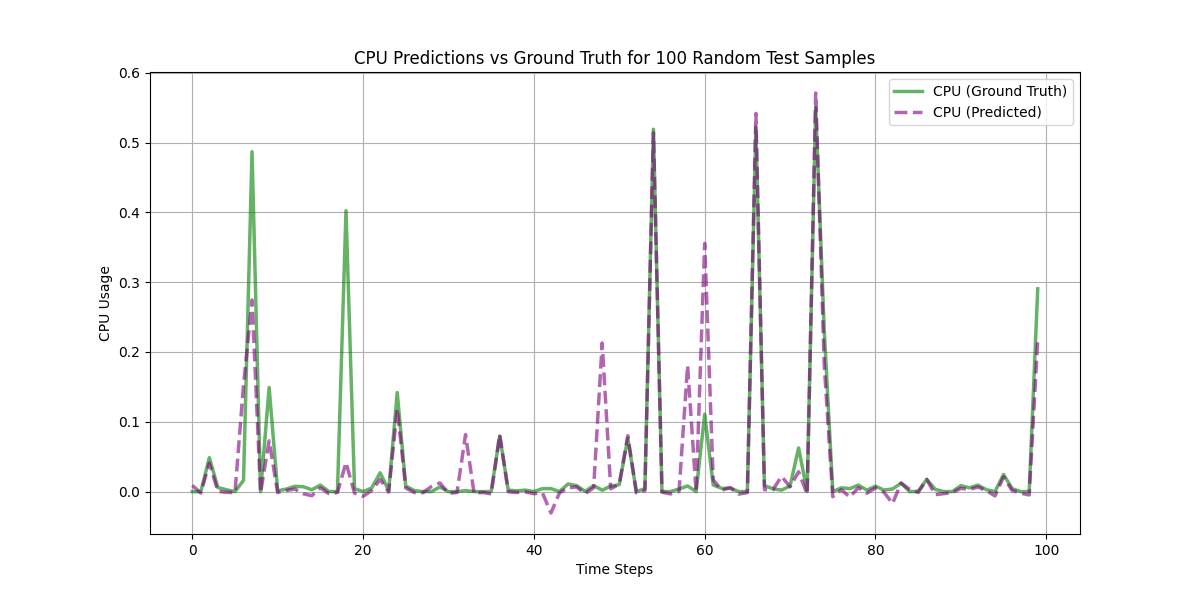 CPU Predictions vs Ground Truth for 100 Random Test Samples
CPU (Ground Truth)
CPU (Predicted)
0.6
0.5
0.4
0.3
0.2
0.1
0.0
CPU Usage
0 20 40 60 80 100
Time Steps